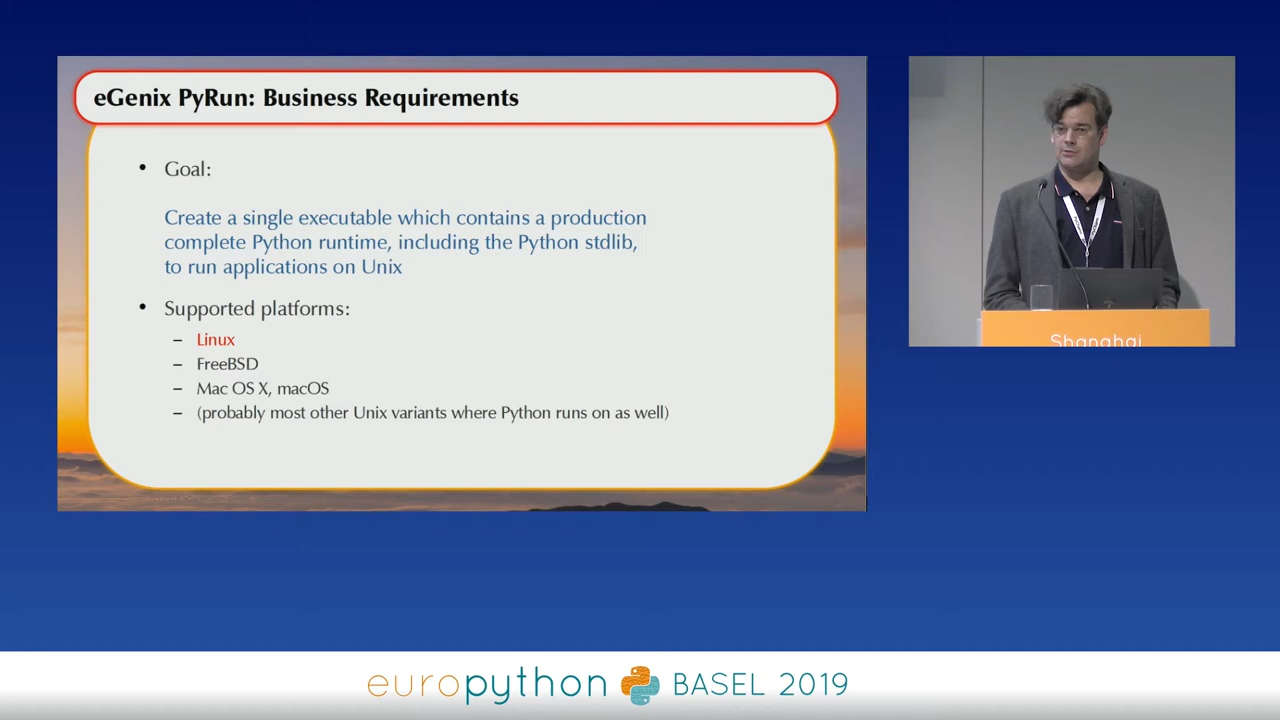 eGenix PyRun: Business Requirements
• Goal:
Create a single executable which contains a production
complete Python runtime, including the Python stdlib,
to run applications on Unix
• Supported platforms:
– Linux
– FreeBSD
– Mac OS X, macOS
– (probably most other Unix variants where Python runs on as well)
Shanghai
europython BASEL 2019